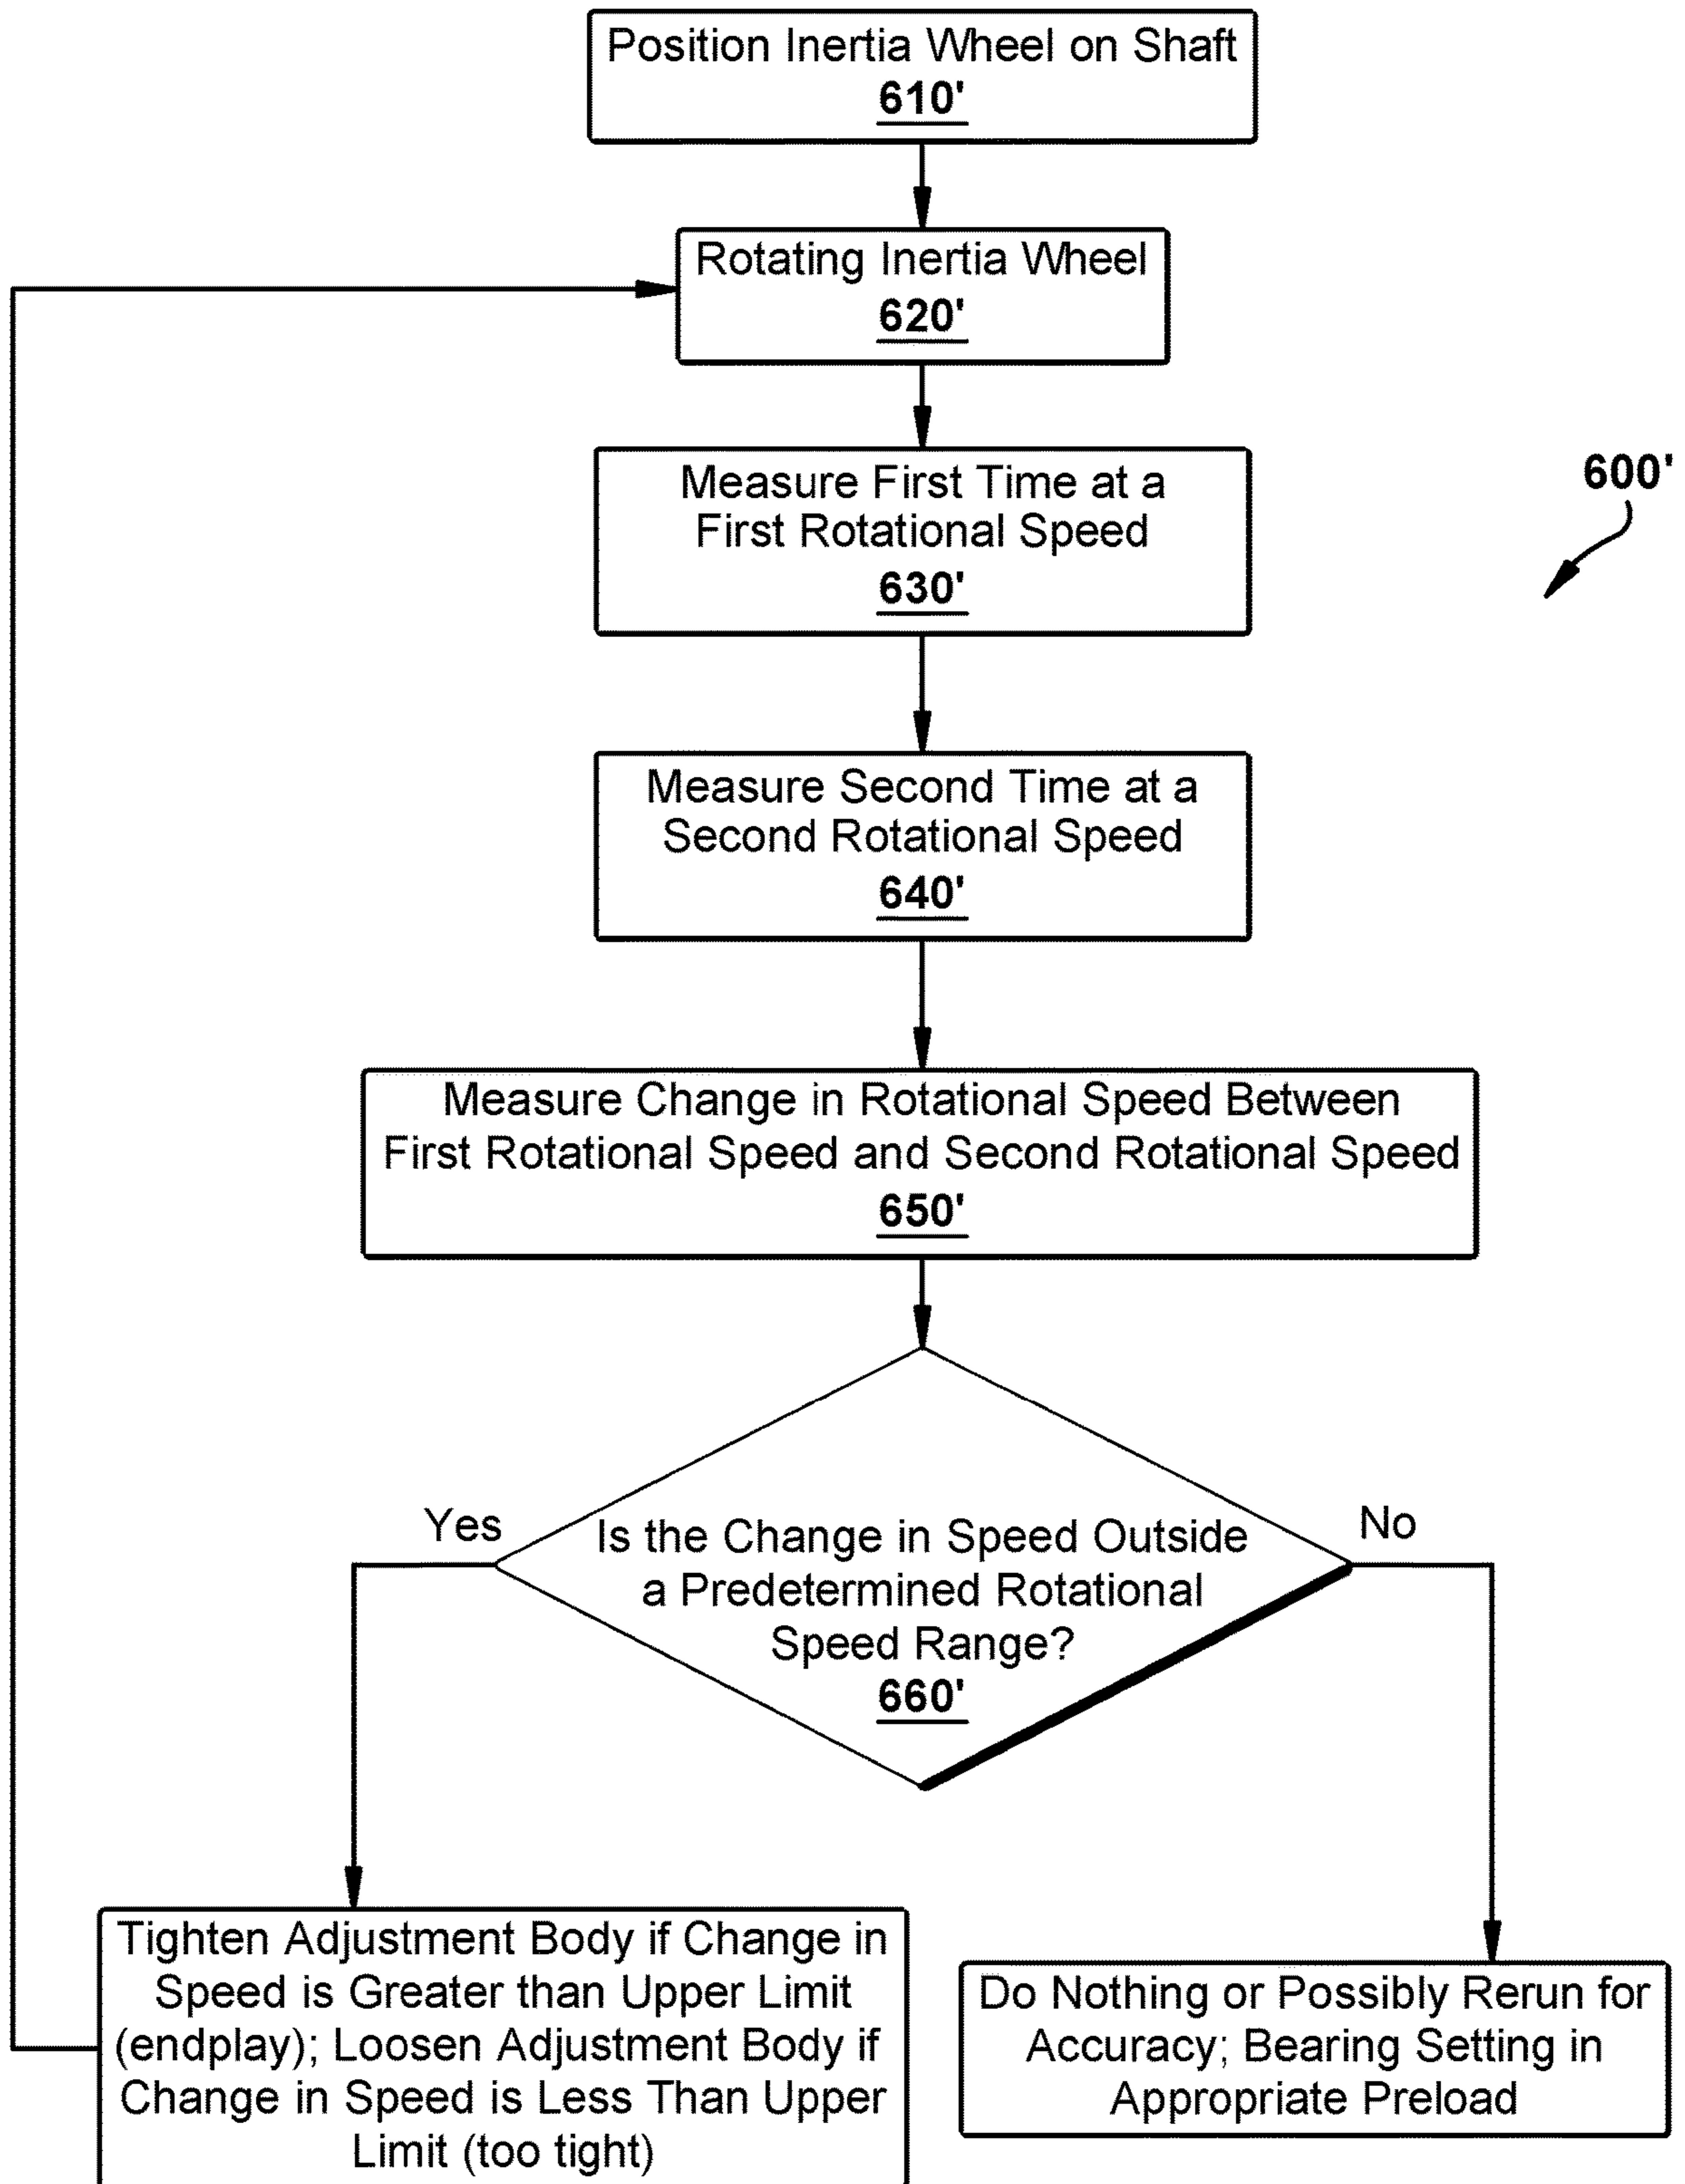 Position Inertia Wheel on Shaft
610'
Rotating Inertia Wheel
620'
Measure First Time at a
First Rotational Speed
630'
600'
Measure Second Time at a
Second Rotational Speed
640'
Measure Change in Rotational Speed Between
First Rotational Speed and Second Rotational Speed
650'
Yes
No
Is the Change in Speed Outside
a Predetermined Rotational
Speed Range?
660'
Tighten Adjustment Body if Change in
Speed is Greater than Upper Limit
(endplay); Loosen Adjustment Body if
Change in Speed is Less Than Upper
Limit (too tight)
Do Nothing or Possibly Rerun for
Accuracy; Bearing Setting in
Appropriate Preload